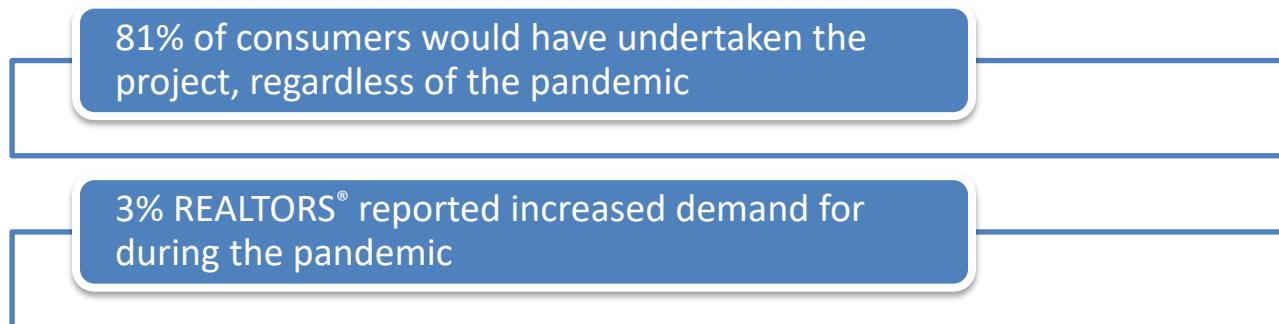 81% of consumers would have undertaken the
project, regardless of the pandemic
3% REALTORS® reported increased demand for
during the pandemic